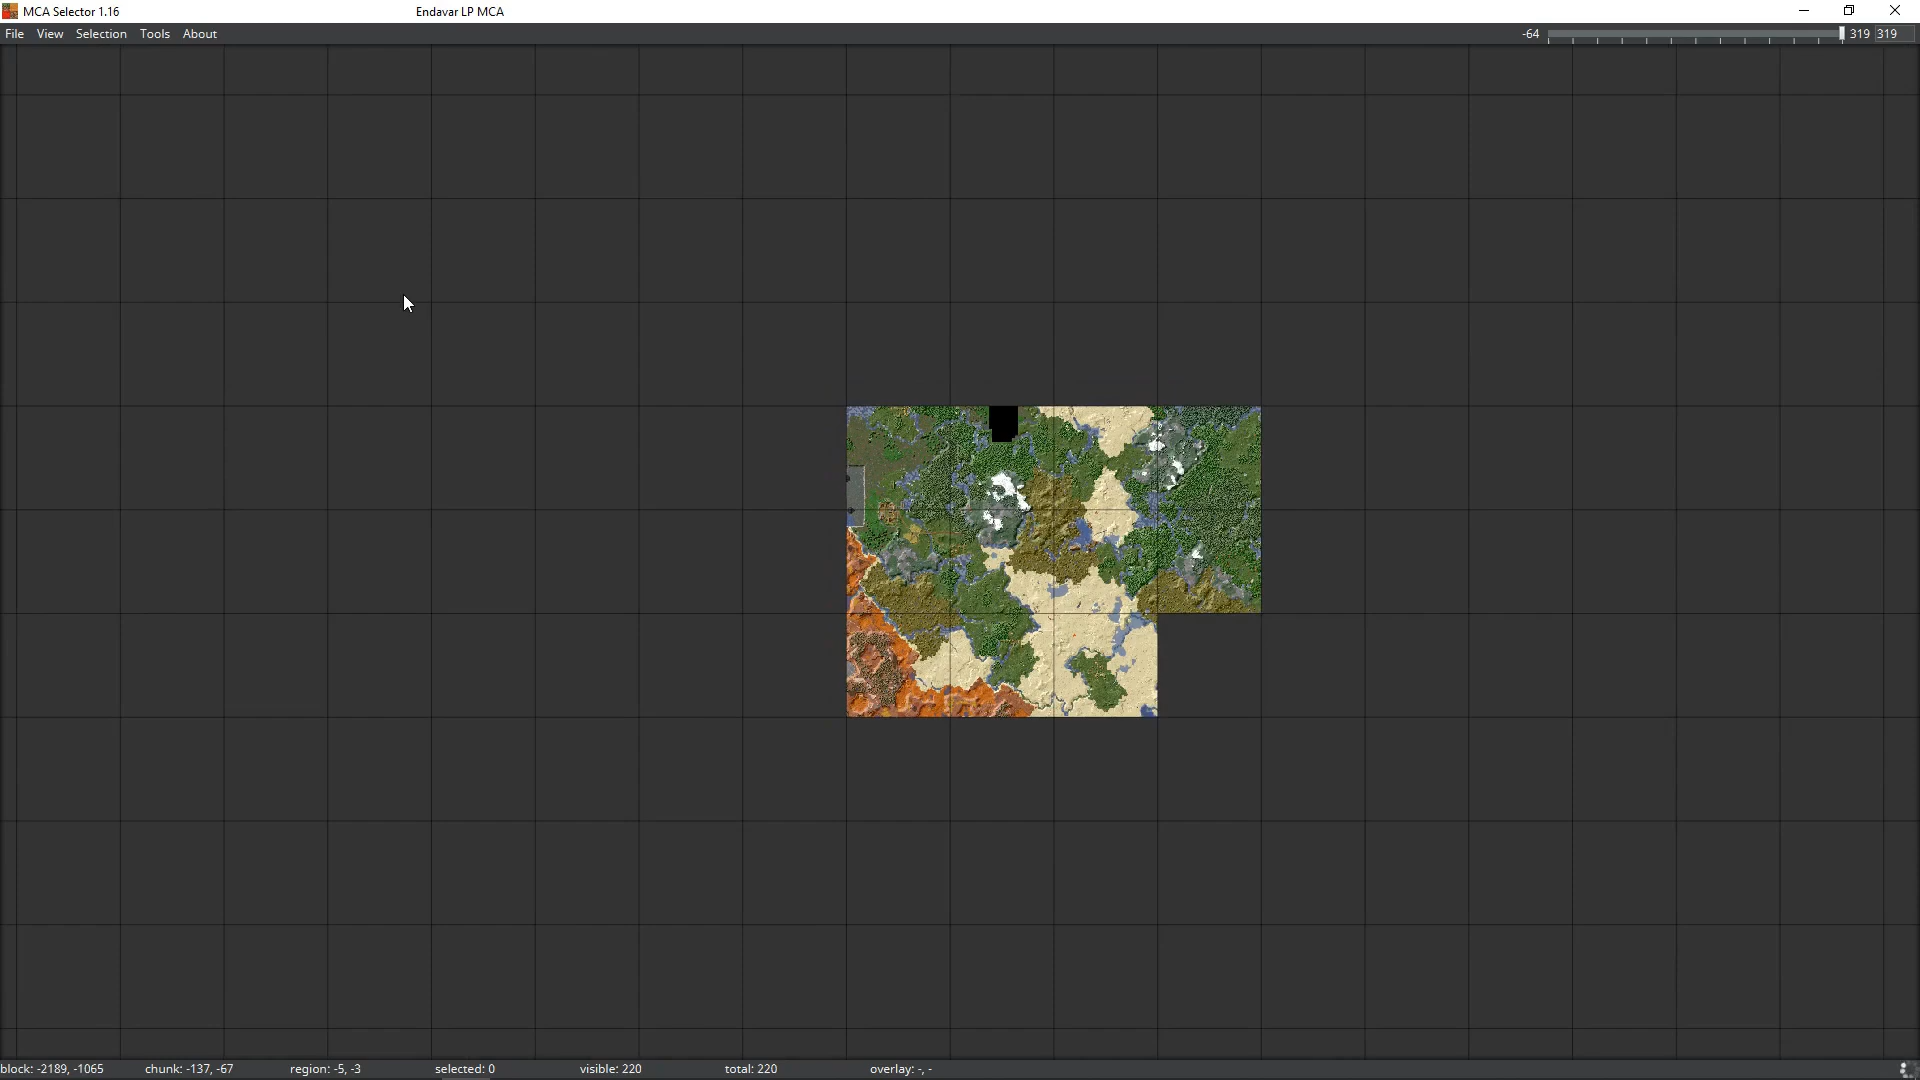 MCA Selector 1.16 Endavar LP MCA
File View Selection Tools About -64 319 319
block: -2189, -1065 chunk: -137, -67 region: -5, -3 selected: 0 visible: 220 total: 220 overlay: -, -